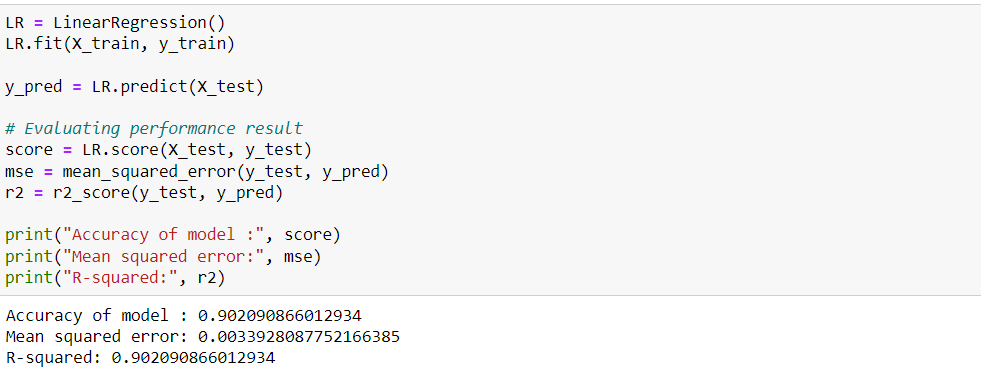 LR = LinearRegression()
LR.fit(X_train, y_train)
y_pred = LR.predict(X_test)
# Evaluating performance result
score = LR.score(X_test, y_test)
mse = mean_squared_error(y_test, y_pred)
r2 = r2_score(y_test, y_pred)
print("Accuracy of model :", score)
print("Mean squared error:", mse)
print("R-squared:", r2)
Accuracy of model : 0.902090866012934
Mean squared error: 0.0033928087752166385
R-squared: 0.902090866012934